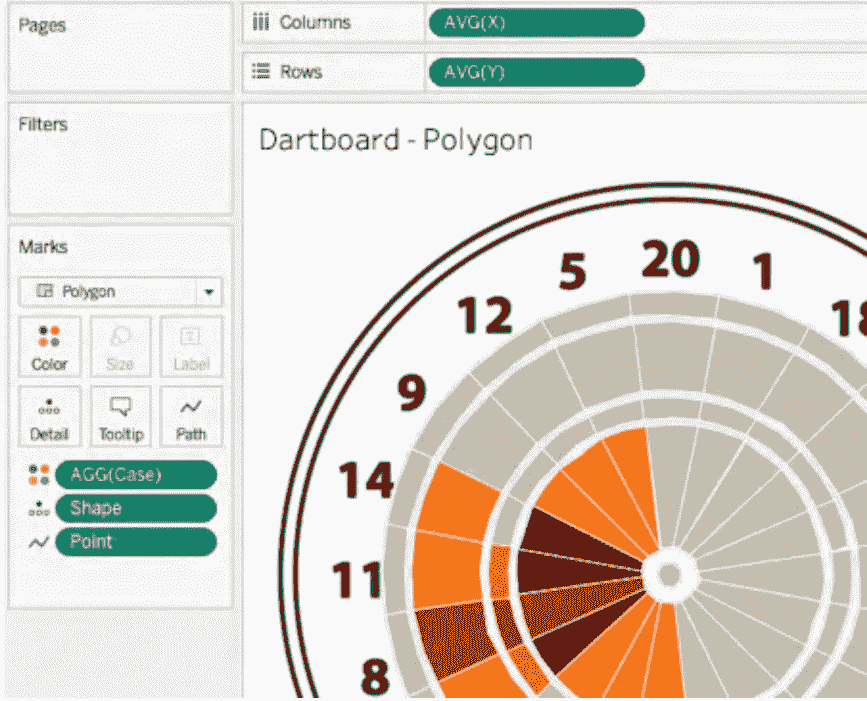 Pages
Columns AVG(X)
Rows AVG(Y)
Filters
Dartboard - Polygon
Marks
Polygon
Color Size Label
Detail Tooltip Path
AGG(Case)
Shape
Point
20
5 1
12 18
9
14
11
8